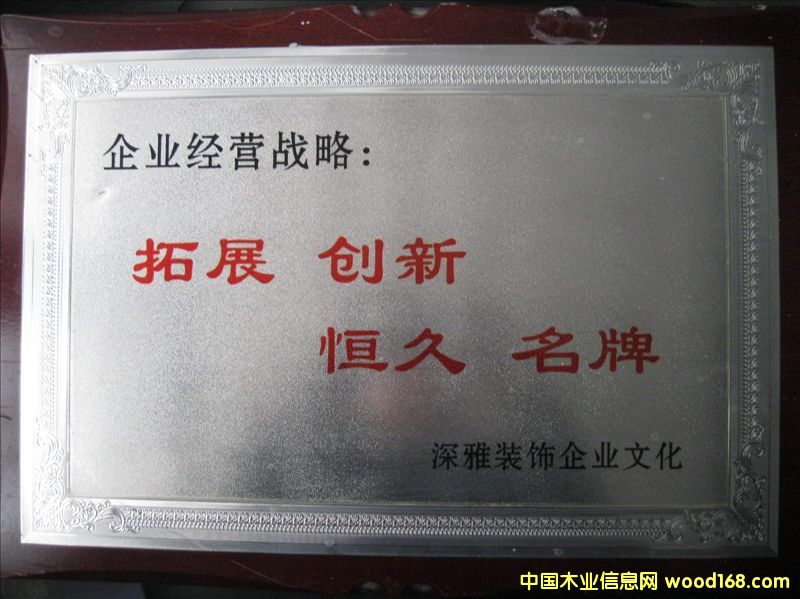 企业经营战略：
拓展 创新
恒久 名牌
深雅装饰企业文化
中国木业信息网 wood168.com